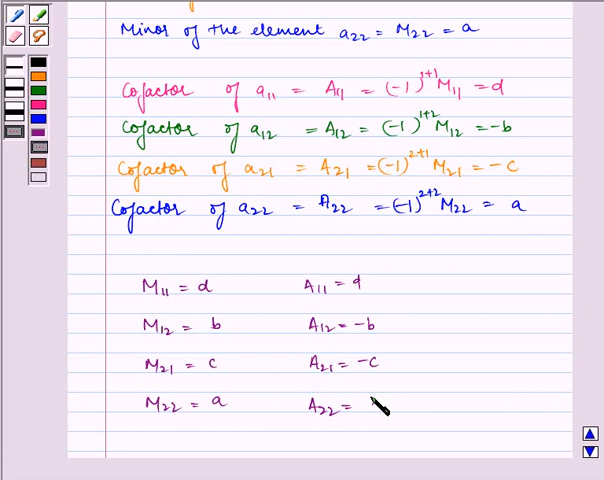 Minor of the element a22 = M22 = a
Cofactor of a11 = A11 = (-1)^1+1 M11 = d
Cofactor of a12 = A12 = (-1)^1+2 M12 = -b
Cofactor of a21 = A21 = (-1)^2+1 M21 = -c
Cofactor of a22 = A22 = (-1)^2+2 M22 = a
M11 = d A11 = d
M12 = b A12 = -b
M21 = c A21 = -c
M22 = a A22 =